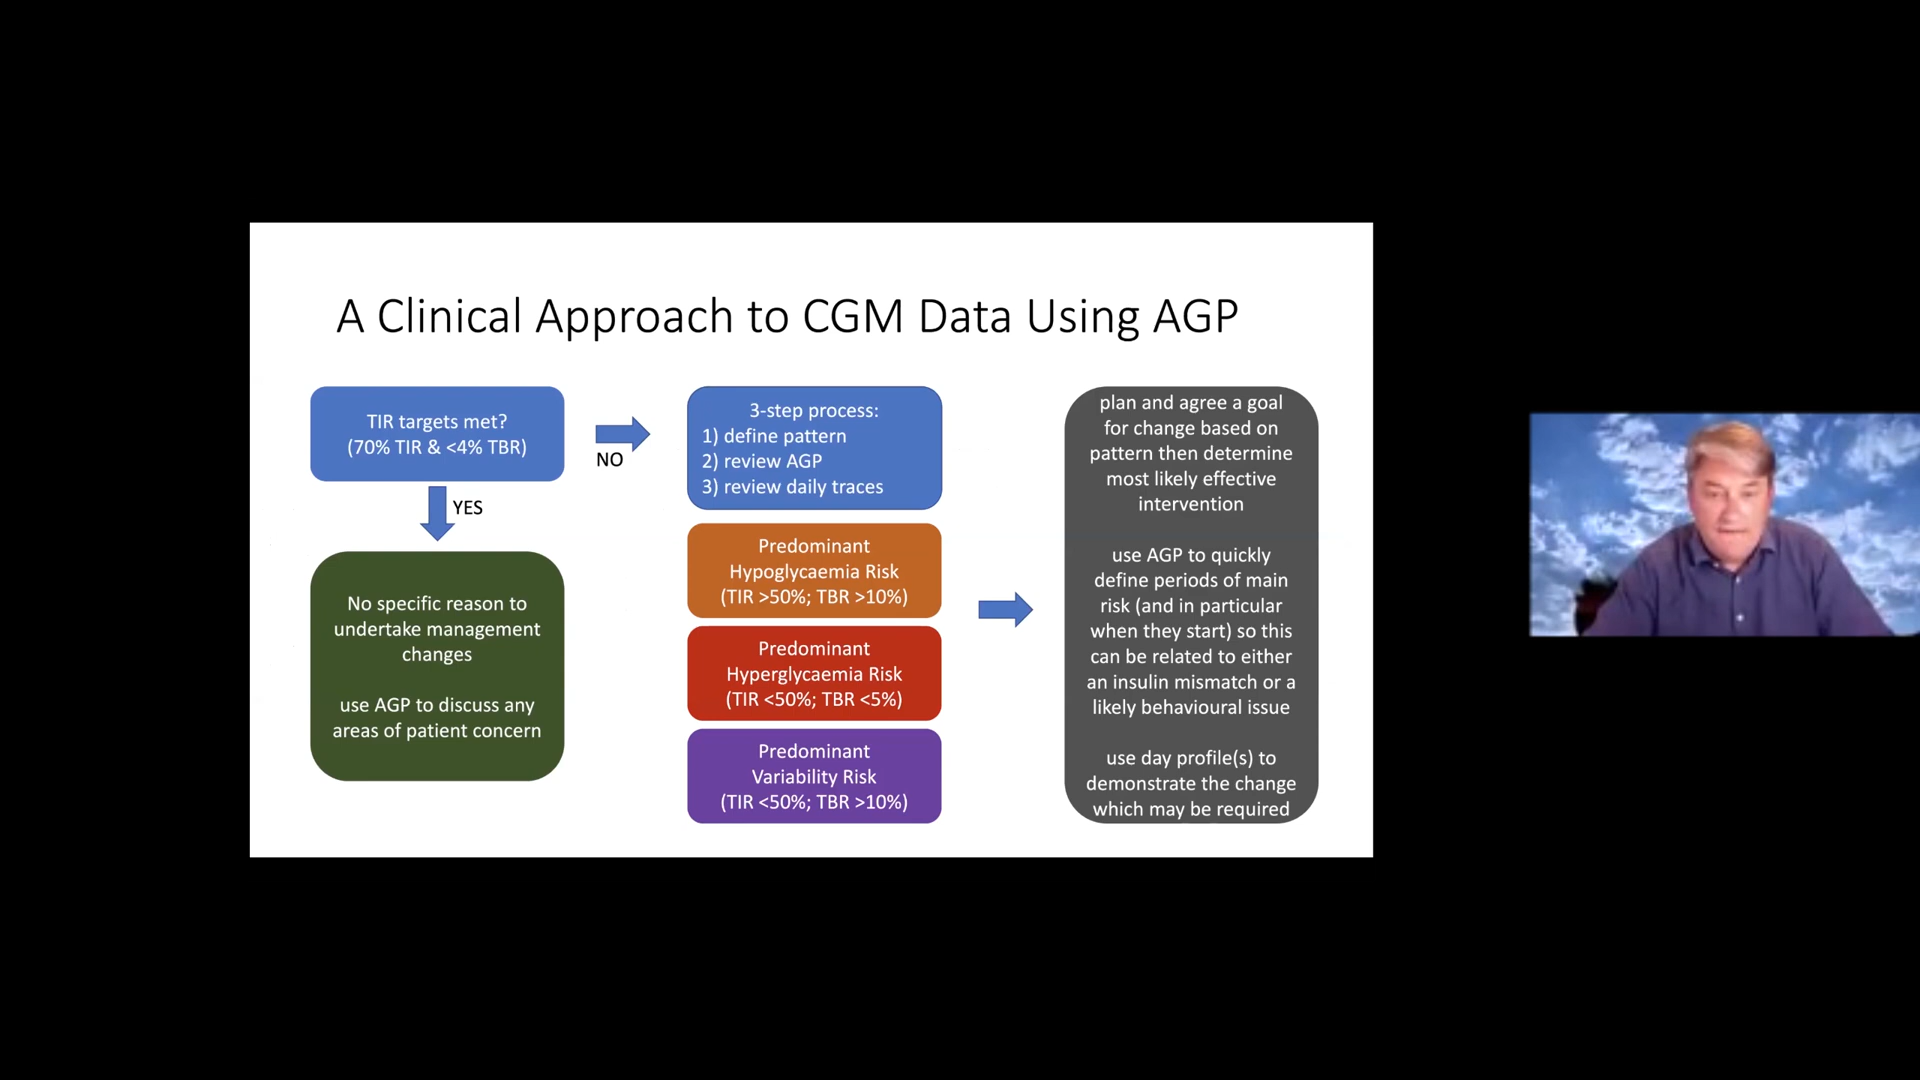 A Clinical Approach to CGM Data Using AGP
TIR targets met?
(70% TIR & <4% TBR)
NO
YES
No specific reason to
undertake management
changes
use AGP to discuss any
areas of patient concern
3-step process:
1) define pattern
2) review AGP
3) review daily traces
Predominant
Hypoglycaemia Risk
(TIR >50%; TBR >10%)
Predominant
Hyperglycaemia Risk
(TIR <50%; TBR <5%)
Predominant
Variability Risk
(TIR <50%; TBR >10%)
plan and agree a goal
for change based on
pattern then determine
most likely effective
intervention
use AGP to quickly
define periods of main
risk (and in particular
when they start) so this
can be related to either
an insulin mismatch or a
likely behavioural issue
use day profile(s) to
demonstrate the change
which may be required